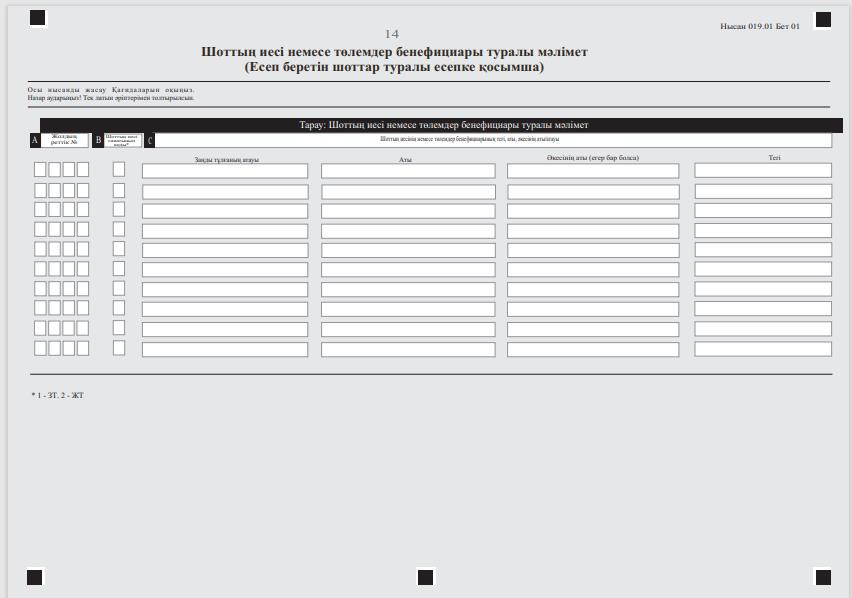 14
Нысан 019.01 Бет 01
Шоттың иесі немесе төлемдер бенефициары туралы мәлімет
(Есеп беретін шоттар туралы есепке қосымша)
Осы нысанды жасау Қағидаларын оқыңыз.
Назар аударыңыз! Тек латын әріптерімен толтырылсын.
Тарау: Шоттың иесі немесе төлемдер бенефициары туралы мәлімет
A
Жолдың
реттік №
B
Шоттың иесі
C
Шоттың иесінің немесе төлемдер бенефициарының тегі, аты, әкесінің аты/атауы
Заңды тұлғаның атауы
Аты
Әкесінің аты (егер бар болса)
Тегі
* 1 - ЗТ. 2 - ЖТ